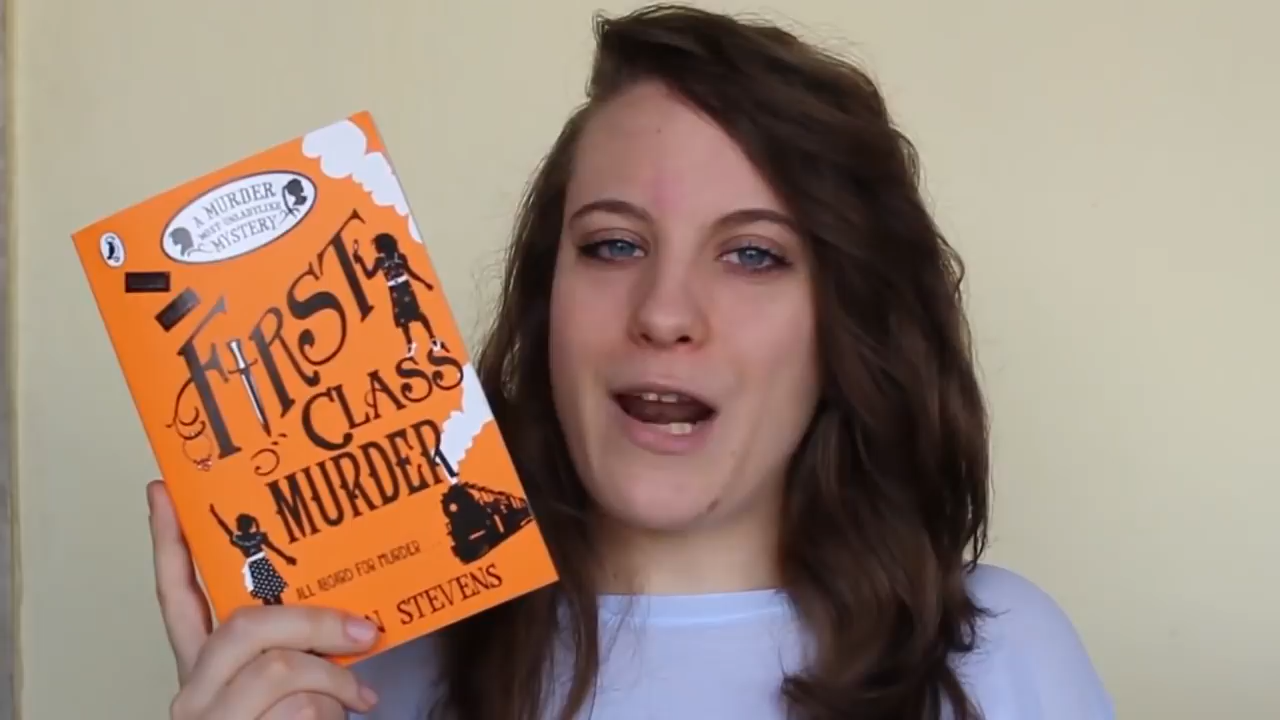 A MURDER
MOST UNLADYLIKE
MYSTERY
FIRST
CLASS
MURDER
ALL ABOARD FOR MURDER
STEVENS